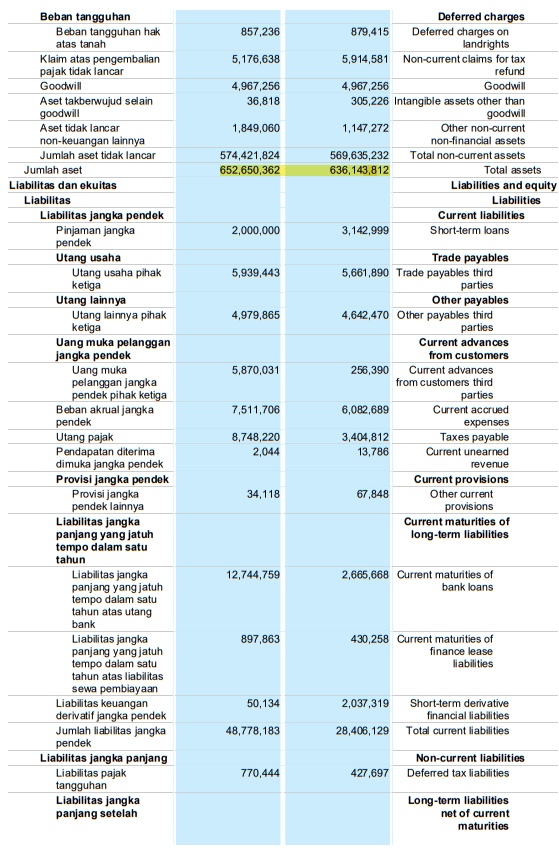 Beban tangguhan Deferred charges
Beban tangguhan hak 857,236 879,415 Deferred charges on
atas tanah landrights
Klaim atas pengembalian 5,176,638 5,914,581 Non-current claims for tax
pajak tidak lancar refund
Goodwill 4,967,256 4,967,256 Goodwill
Aset takberwujud selain 36,818 305,226 Intangible assets other than
goodwill goodwill
Aset tidak lancar 1,849,060 1,147,272 Other non-current
non-keuangan lainnya non-financial assets
Jumlah aset tidak lancar 574,421,824 569,635,232 Total non-current assets
Jumlah aset 652,650,362 636,143,812 Total assets
Liabilitas dan ekuitas Liabilities and equity
Liabilitas Liabilities
Liabilitas jangka pendek Current liabilities
Pinjaman jangka 2,000,000 3,142,999 Short-term loans
pendek
Utang usaha Trade payables
Utang usaha pihak 5,939,443 5,661,890 Trade payables third
ketiga parties
Utang lainnya Other payables
Utang lainnya pihak 4,979,865 4,642,470 Other payables third
ketiga parties
Uang muka pelanggan Current advances
jangka pendek from customers
Uang muka 5,870,031 256,390 Current advances
pelanggan jangka from customers third
pendek pihak ketiga parties
Beban akrual jangka 7,511,706 6,082,689 Current accrued
pendek expenses
Utang pajak 8,748,220 3,404,812 Taxes payable
Pendapatan diterima 2,044 13,786 Current unearned
dimuka jangka pendek revenue
Provisi jangka pendek Current provisions
Provisi jangka 34,118 67,848 Other current
pendek lainnya provisions
Liabilitas jangka Current maturities of
panjang yang jatuh long-term liabilities
tempo dalam satu
tahun
Liabilitas jangka 12,744,759 2,665,668 Current maturities of
panjang yang jatuh bank loans
tempo dalam satu
tahun atas utang
bank
Liabilitas jangka 897,863 430,258 Current maturities of
panjang yang jatuh finance lease
tempo dalam satu liabilities
tahun atas liabilitas
sewa pembiayaan
Liabilitas keuangan 50,134 2,037,319 Short-term derivative
derivatif jangka pendek financial liabilities
Jumlah liabilitas jangka 48,778,183 28,406,129 Total current liabilities
pendek
Liabilitas jangka panjang Non-current liabilities
Liabilitas pajak 770,444 427,697 Deferred tax liabilities
tangguhan
Liabilitas jangka Long-term liabilities
panjang setelah net of current
maturities